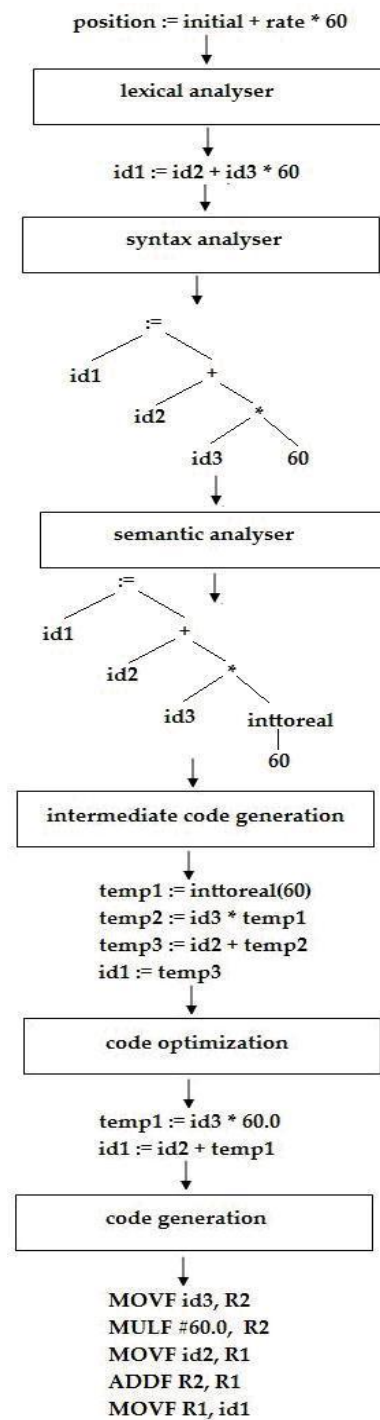 position := initial + rate * 60
lexical analyser
id1 := id2 + id3 * 60
syntax analyser
:=
id1 +
id2 *
id3 60
semantic analyser
:=
id1 +
id2 *
id3 inttoreal
60
intermediate code generation
temp1 := inttoreal(60)
temp2 := id3 * temp1
temp3 := id2 + temp2
id1 := temp3
code optimization
temp1 := id3 * 60.0
id1 := id2 + temp1
code generation
MOVF id3, R2
MULF #60.0, R2
MOVF id2, R1
ADDF R2, R1
MOVF R1, id1